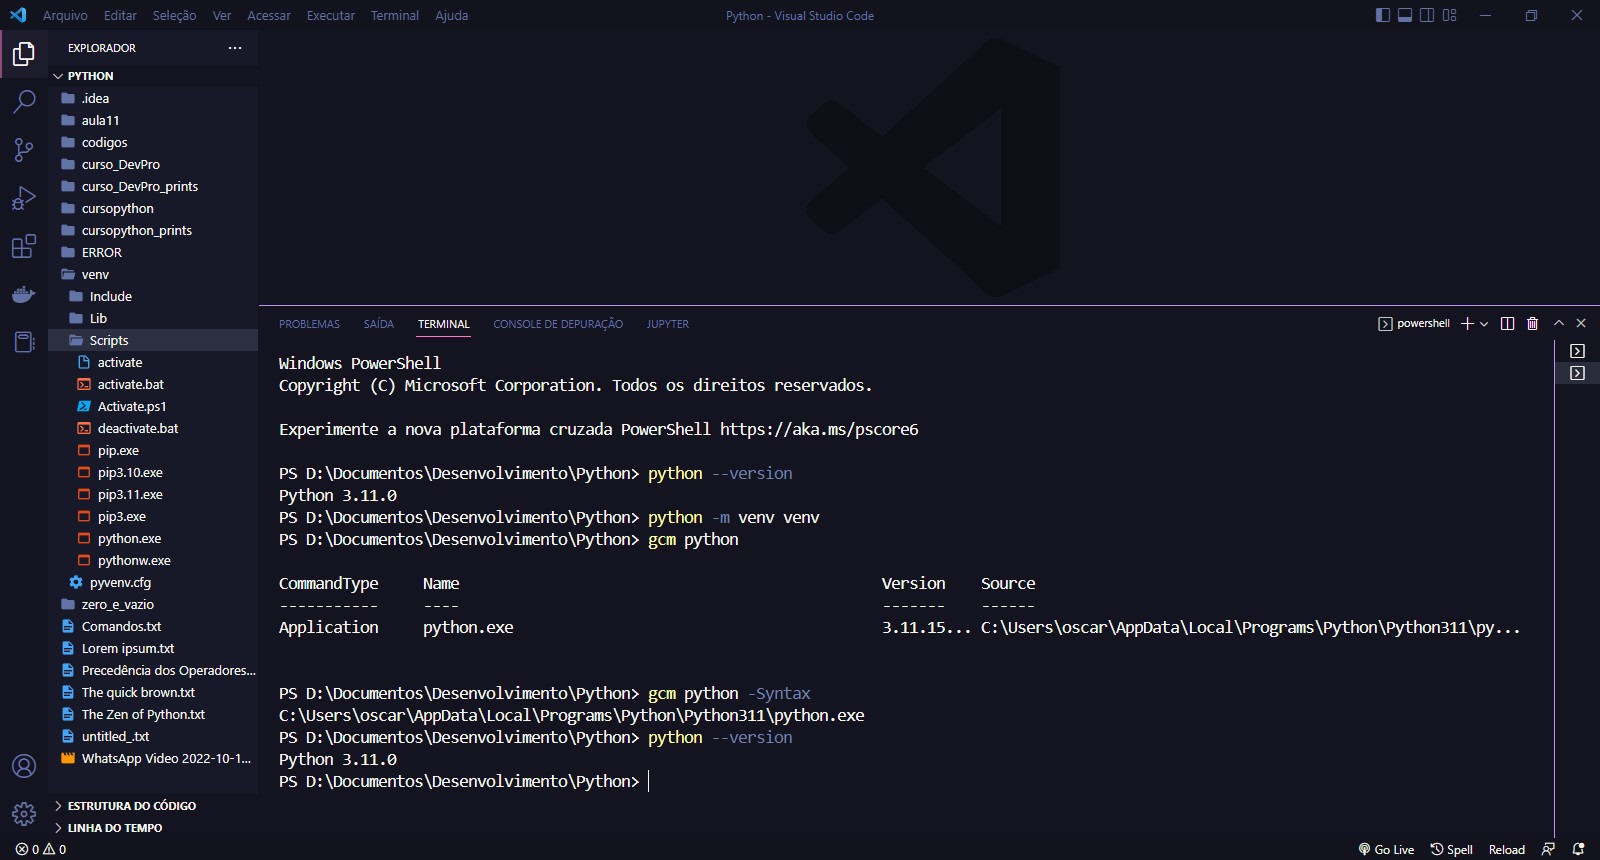 Arquivo Editar Seleção Ver Acessar Executar Terminal Ajuda
Python - Visual Studio Code
EXPLORADOR
PYTHON
.idea
aula11
codigos
curso_DevPro
curso_DevPro_prints
cursopython
cursopython_prints
ERROR
venv
Include
Lib
Scripts
activate
activate.bat
Activate.ps1
deactivate.bat
pip.exe
pip3.10.exe
pip3.11.exe
pip3.exe
python.exe
pythonw.exe
pyvenv.cfg
zero_e_vazio
Comandos.txt
Lorem ipsum.txt
Precedência dos Operadores...
The quick brown.txt
The Zen of Python.txt
untitled_.txt
WhatsApp Video 2022-10-1...
ESTRUTURA DO CÓDIGO
LINHA DO TEMPO
PROBLEMAS SAÍDA TERMINAL CONSOLE DE DEPURAÇÃO JUPYTER
powershell
Windows PowerShell
Copyright (C) Microsoft Corporation. Todos os direitos reservados.
Experimente a nova plataforma cruzada PowerShell https://aka.ms/pscore6
PS D:\Documentos\Desenvolvimento\Python> python --version
Python 3.11.0
PS D:\Documentos\Desenvolvimento\Python> python -m venv venv
PS D:\Documentos\Desenvolvimento\Python> gcm python
CommandType Name Version Source
----------- ---- ------- ------
Application python.exe 3.11.15... C:\Users\oscar\AppData\Local\Programs\Python\Python311\py...
PS D:\Documentos\Desenvolvimento\Python> gcm python -Syntax
C:\Users\oscar\AppData\Local\Programs\Python\Python311\python.exe
PS D:\Documentos\Desenvolvimento\Python> python --version
Python 3.11.0
PS D:\Documentos\Desenvolvimento\Python>
0 0
Go Live Spell Reload